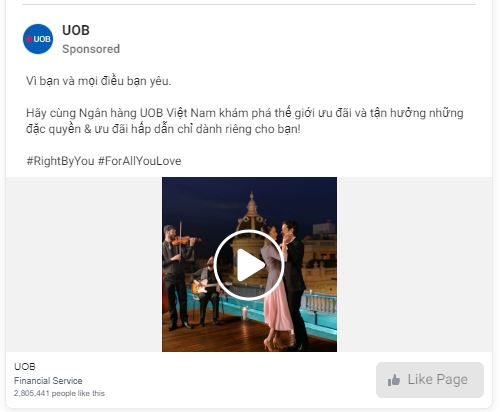 UOB
UOB
Sponsored
Vì bạn và mọi điều bạn yêu.
Hãy cùng Ngân hàng UOB Việt Nam khám phá thế giới ưu đãi và tận hưởng những
đặc quyền & ưu đãi hấp dẫn chỉ dành riêng cho bạn!
#RightByYou #ForAllYouLove
UOB
Financial Service
2,805,441 people like this
Like Page